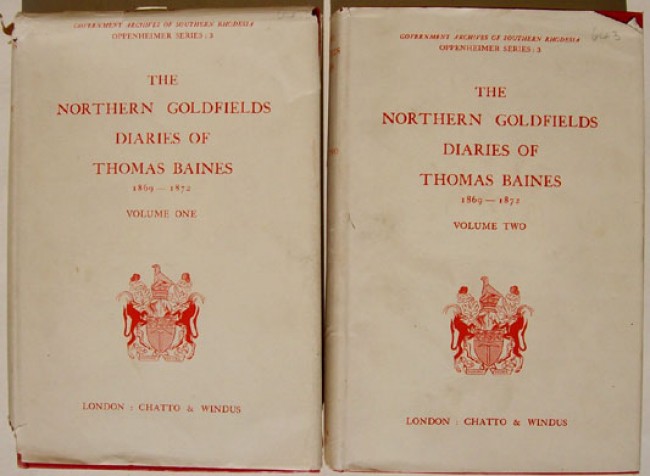 GOVERNMENT ARCHIVES OF SOUTHERN RHODESIA
OPPENHEIMER SERIES : 3
THE
NORTHERN GOLDFIELDS
DIARIES OF
THOMAS BAINES
1869 — 1872
VOLUME ONE
LONDON : CHATTO & WINDUS
GOVERNMENT ARCHIVES OF SOUTHERN RHODESIA
OPPENHEIMER SERIES : 3
THE
NORTHERN GOLDFIELDS
DIARIES OF
THOMAS BAINES
1869 — 1872
VOLUME TWO
LONDON : CHATTO & WINDUS